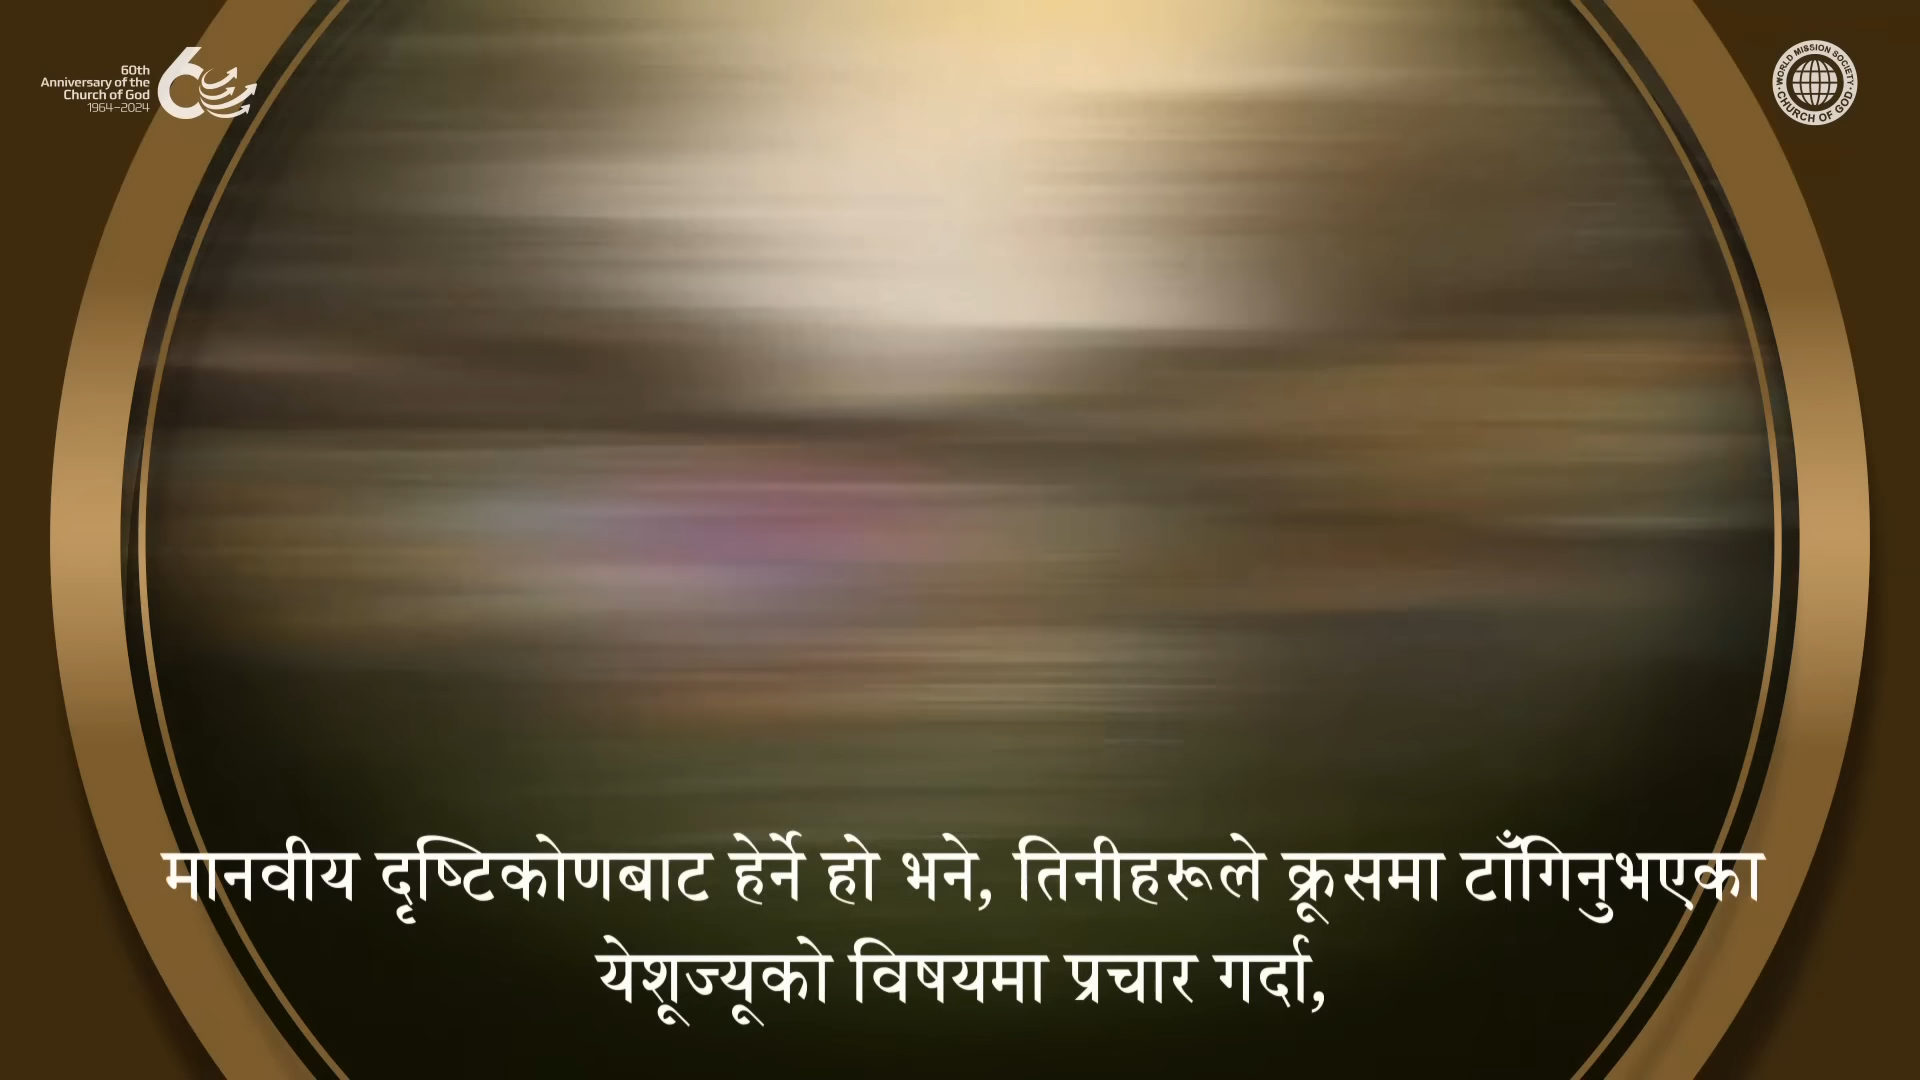 60th
Anniversary of the
Church of God
1964–2024
WORLD MISSION SOCIETY
CHURCH OF GOD
मानवीय दृष्टिकोणबाट हेर्ने हो भने, तिनीहरूले क्रूसमा टाँगिनुभएका
येशूज्यूको विषयमा प्रचार गर्दा,